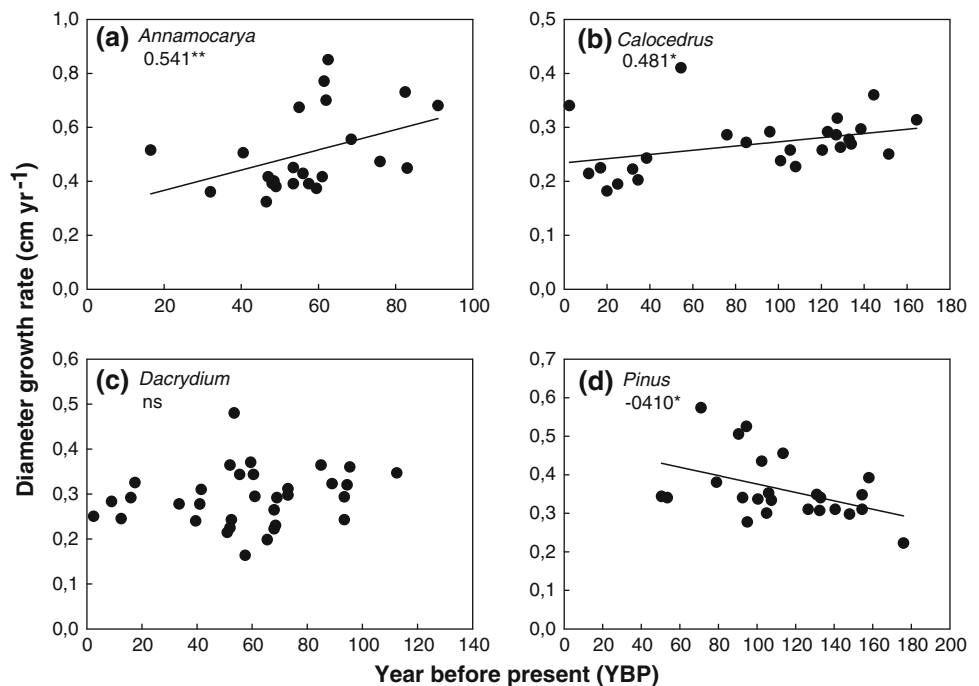 Diameter growth rate (cm yr⁻¹)
(a) Annamocarya
0.541**
1,0
0,8
0,6
0,4
0,2
0,0
0 20 40 60 80 100
(b) Calocedrus
0.481*
0,5
0,4
0,3
0,2
0,1
0,0
0 20 40 60 80 100 120 140 160 180
(c) Dacrydium
ns
0,6
0,5
0,4
0,3
0,2
0,1
0,0
0 20 40 60 80 100 120 140
(d) Pinus
-0410*
0,7
0,6
0,5
0,4
0,3
0,2
0,1
0,0
0 20 40 60 80 100 120 140 160 180 200
Year before present (YBP)